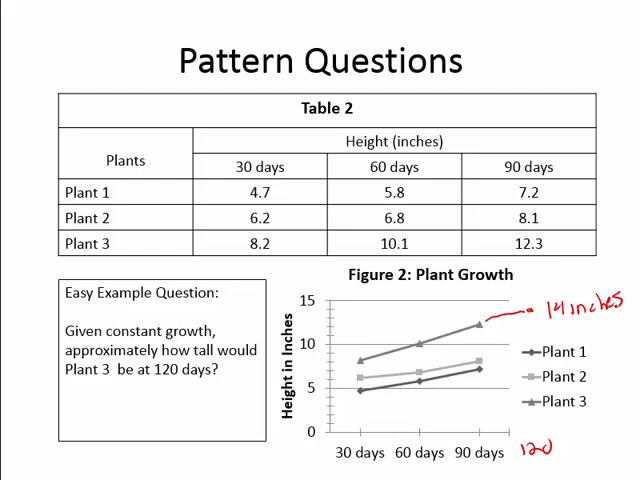 Pattern Questions
Table 2
Plants
Height (inches)
30 days 60 days 90 days
Plant 1 4.7 5.8 7.2
Plant 2 6.2 6.8 8.1
Plant 3 8.2 10.1 12.3
Easy Example Question:
Given constant growth,
approximately how tall would
Plant 3 be at 120 days?
Figure 2: Plant Growth
Height in Inches
15
10
5
0
30 days 60 days 90 days 120
14 inches
Plant 1
Plant 2
Plant 3